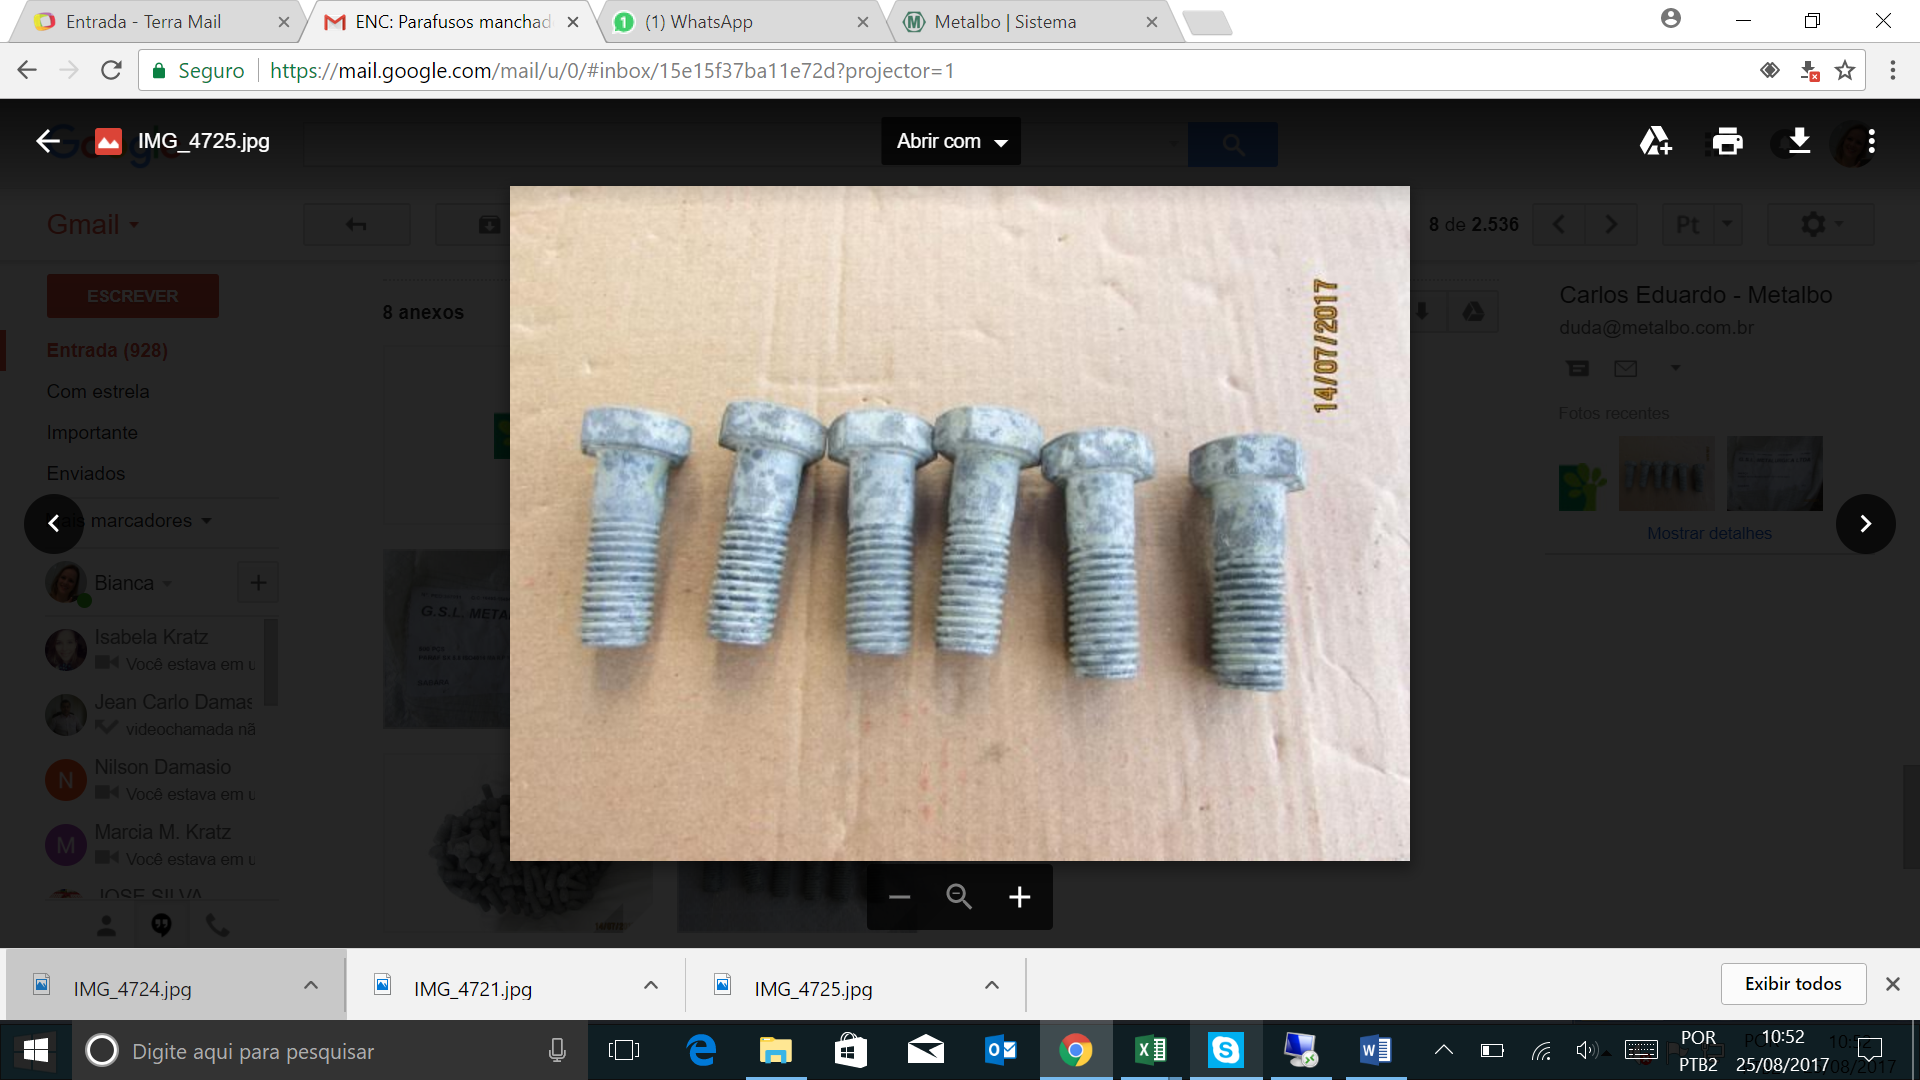 Entrada - Terra Mail
ENC: Parafusos manchad
(1) WhatsApp
Metalbo | Sistema
Seguro
https://mail.google.com/mail/u/0/#inbox/15e15f37ba11e72d?projector=1
IMG_4725.jpg
Abrir com
Gmail
8 de 2.536
Pt
ESCREVER
8 anexos
Carlos Eduardo - Metalbo
duda@metalbo.com.br
Entrada (928)
Com estrela
Importante
Enviados
marcadores
Fotos recentes
Mostrar detalhes
14/07/2017
Bianca
G.S.L. META
Isabela Kratz
Você estava em u
Jean Carlo Damas
videochamada nã
Nilson Damasio
N
Você estava em u
Marcia M. Kratz
M
Você estava em u
JOSE SILVA
IMG_4724.jpg
IMG_4721.jpg
IMG_4725.jpg
Exibir todos
Digite aqui para pesquisar
POR
PTB2
10:52
25/08/2017